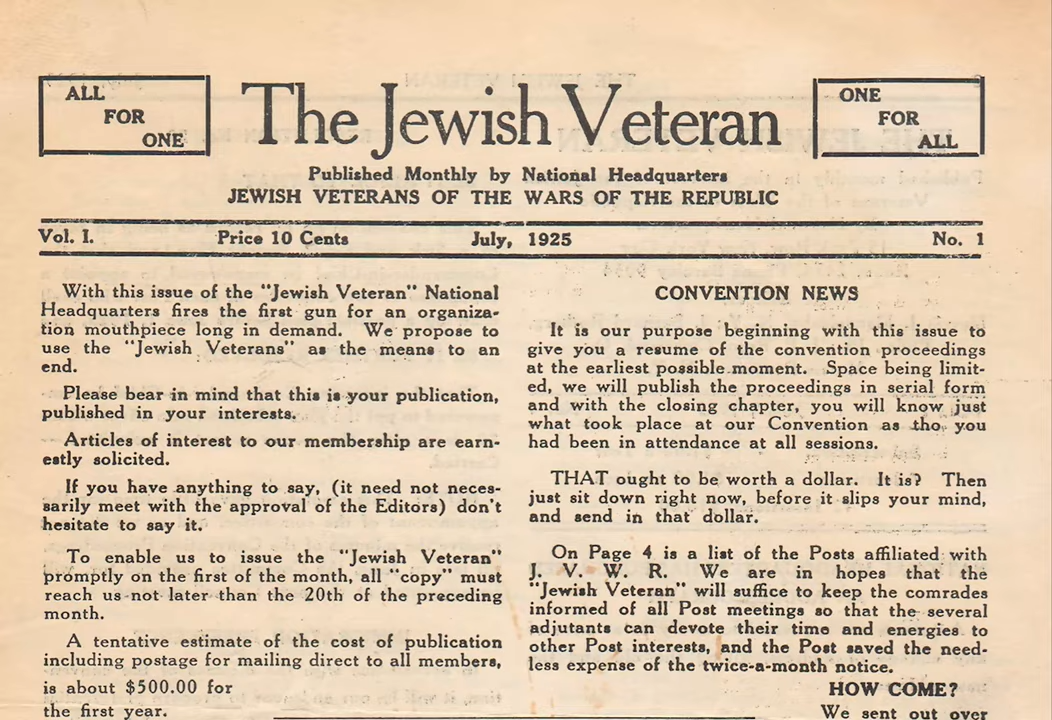 ALL
FOR
ONE
The Jewish Veteran
ONE
FOR
ALL
Published Monthly by National Headquarters
JEWISH VETERANS OF THE WARS OF THE REPUBLIC
Vol. I. Price 10 Cents July, 1925 No. 1
With this issue of the "Jewish Veteran" National
Headquarters fires the first gun for an organiza-
tion mouthpiece long in demand. We propose to
use the "Jewish Veterans" as the means to an
end.
Please bear in mind that this is your publication,
published in your interests.
Articles of interest to our membership are earn-
estly solicited.
If you have anything to say, (it need not neces-
sarily meet with the approval of the Editors) don't
hesitate to say it.
To enable us to issue the "Jewish Veteran"
promptly on the first of the month, all "copy" must
reach us not later than the 20th of the preceding
month.
A tentative estimate of the cost of publication
including postage for mailing direct to all members,
is about $500.00 for
the first year.
CONVENTION NEWS
It is our purpose beginning with this issue to
give you a resume of the convention proceedings
at the earliest possible moment. Space being limit-
ed, we will publish the proceedings in serial form
and with the closing chapter, you will know just
what took place at our Convention as tho you
had been in attendance at all sessions.
THAT ought to be worth a dollar. It is? Then
just sit down right now, before it slips your mind,
and send in that dollar.
On Page 4 is a list of the Posts affiliated with
J. V. W. R. We are in hopes that the
"Jewish Veteran" will suffice to keep the comrades
informed of all Post meetings so that the several
adjutants can devote their time and energies to
other Post interests, and the Post saved the need-
less expense of the twice-a-month notice.
HOW COME?
We sent out over